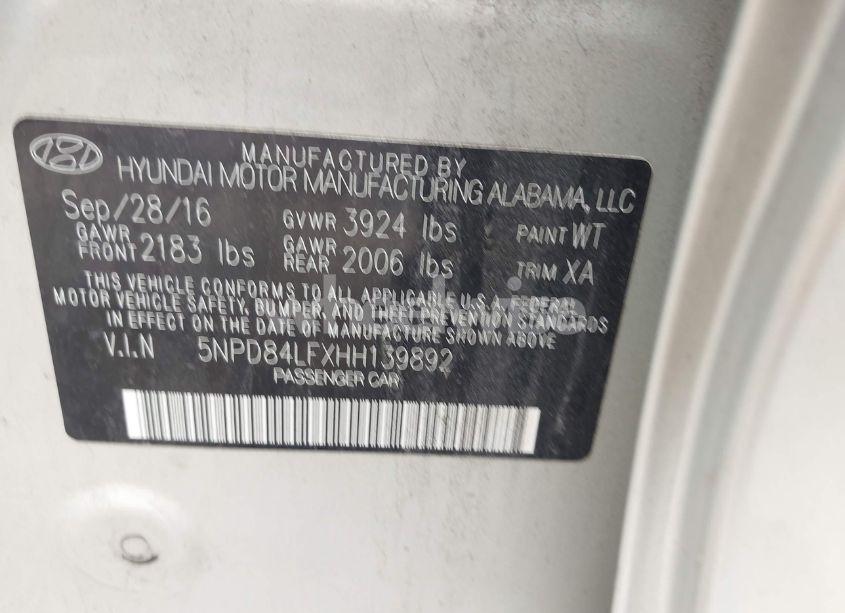 MANUFACTURED BY
HYUNDAI MOTOR MANUFACTURING ALABAMA, LLC
Sep/28/16 GVWR 3924 lbs PAINT WT
GAWR FRONT 2183 lbs GAWR REAR 2006 lbs TRIM XA
THIS VEHICLE CONFORMS TO ALL APPLICABLE U.S.A. FEDERAL
MOTOR VEHICLE SAFETY, BUMPER, AND THEFT PREVENTION STANDARDS
IN EFFECT ON THE DATE OF MANUFACTURE SHOWN ABOVE.
V.I.N 5NPD84LFXHH139892
PASSENGER CAR